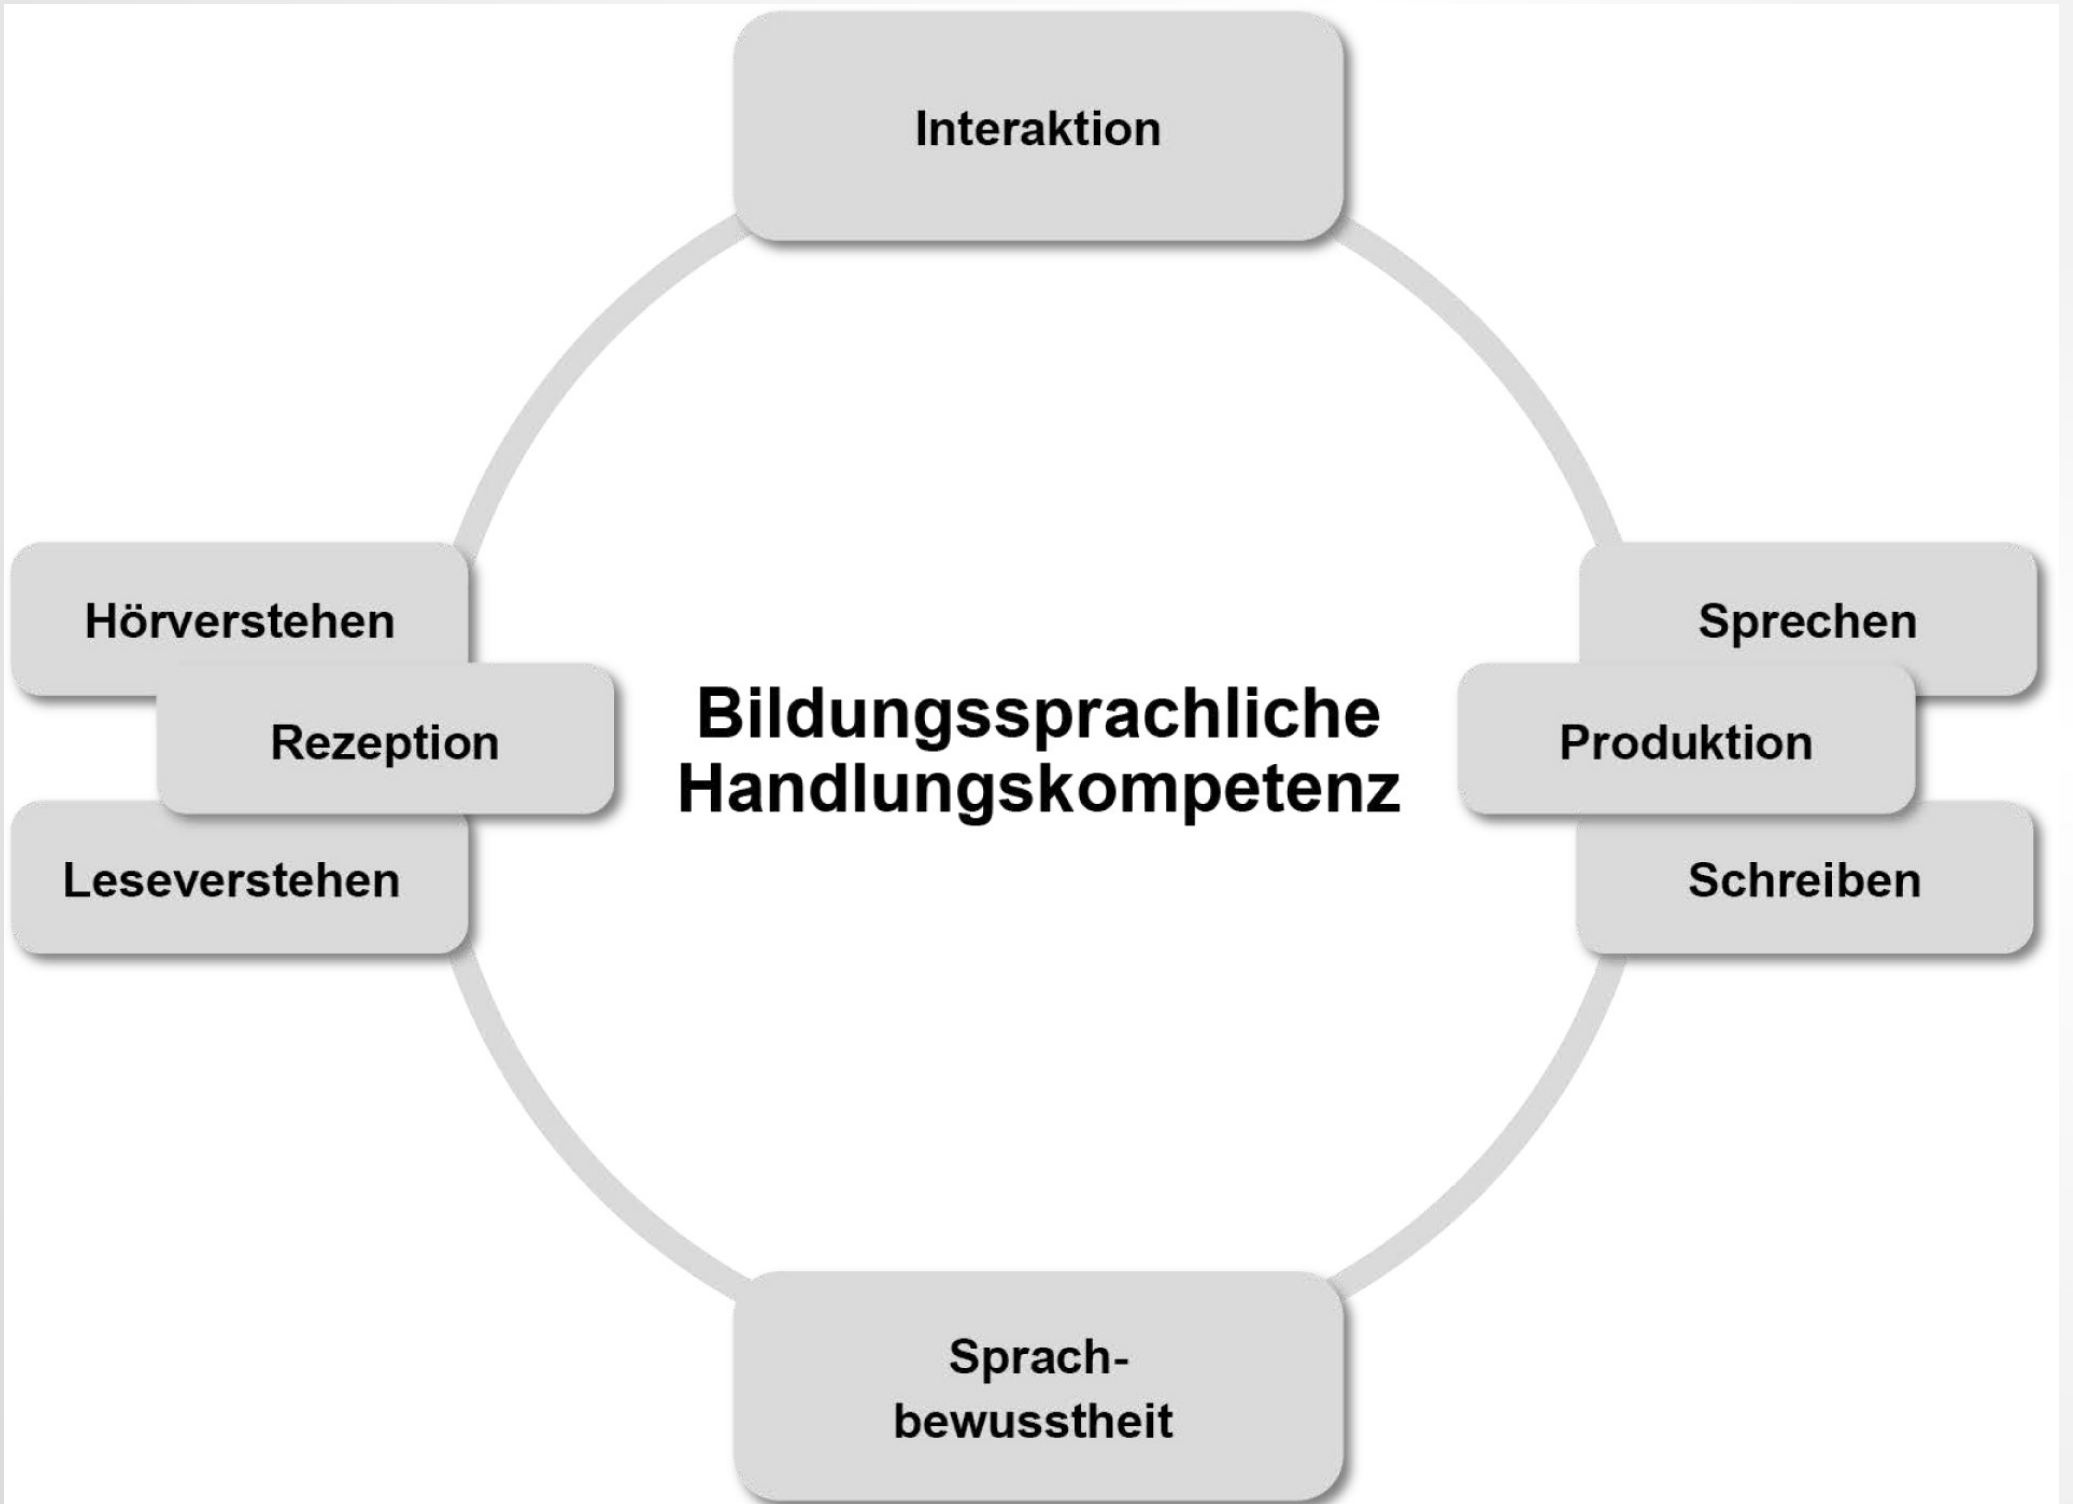 Interaktion
Hörverstehen
Rezeption
Leseverstehen
Bildungssprachliche
Handlungskompetenz
Sprechen
Produktion
Schreiben
Sprach-
bewusstheit